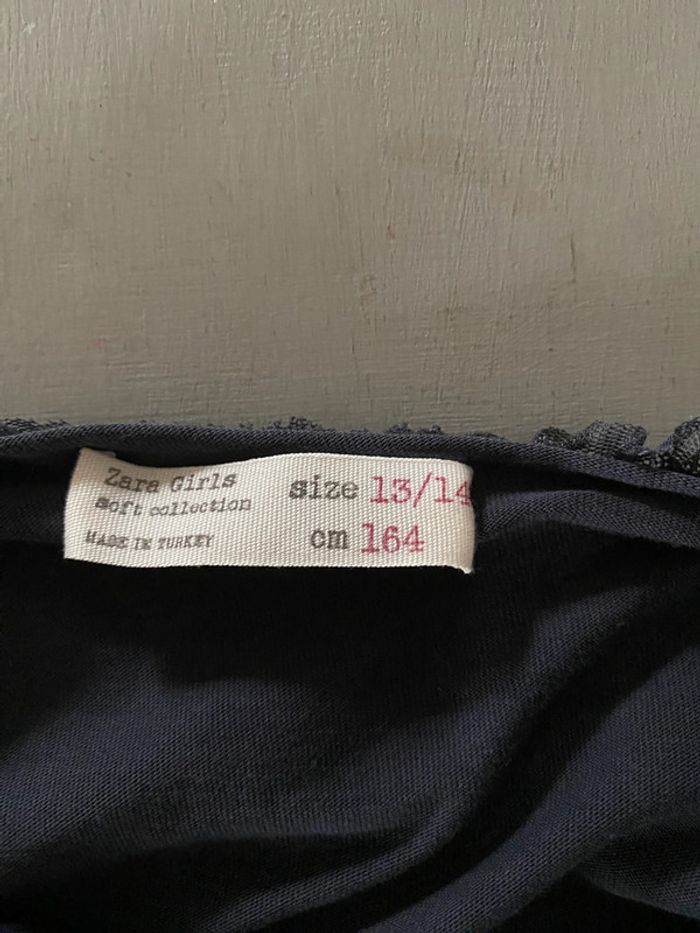 Zara Girls
soft collection
MADE IN TURKEY
size 13/14
cm 164